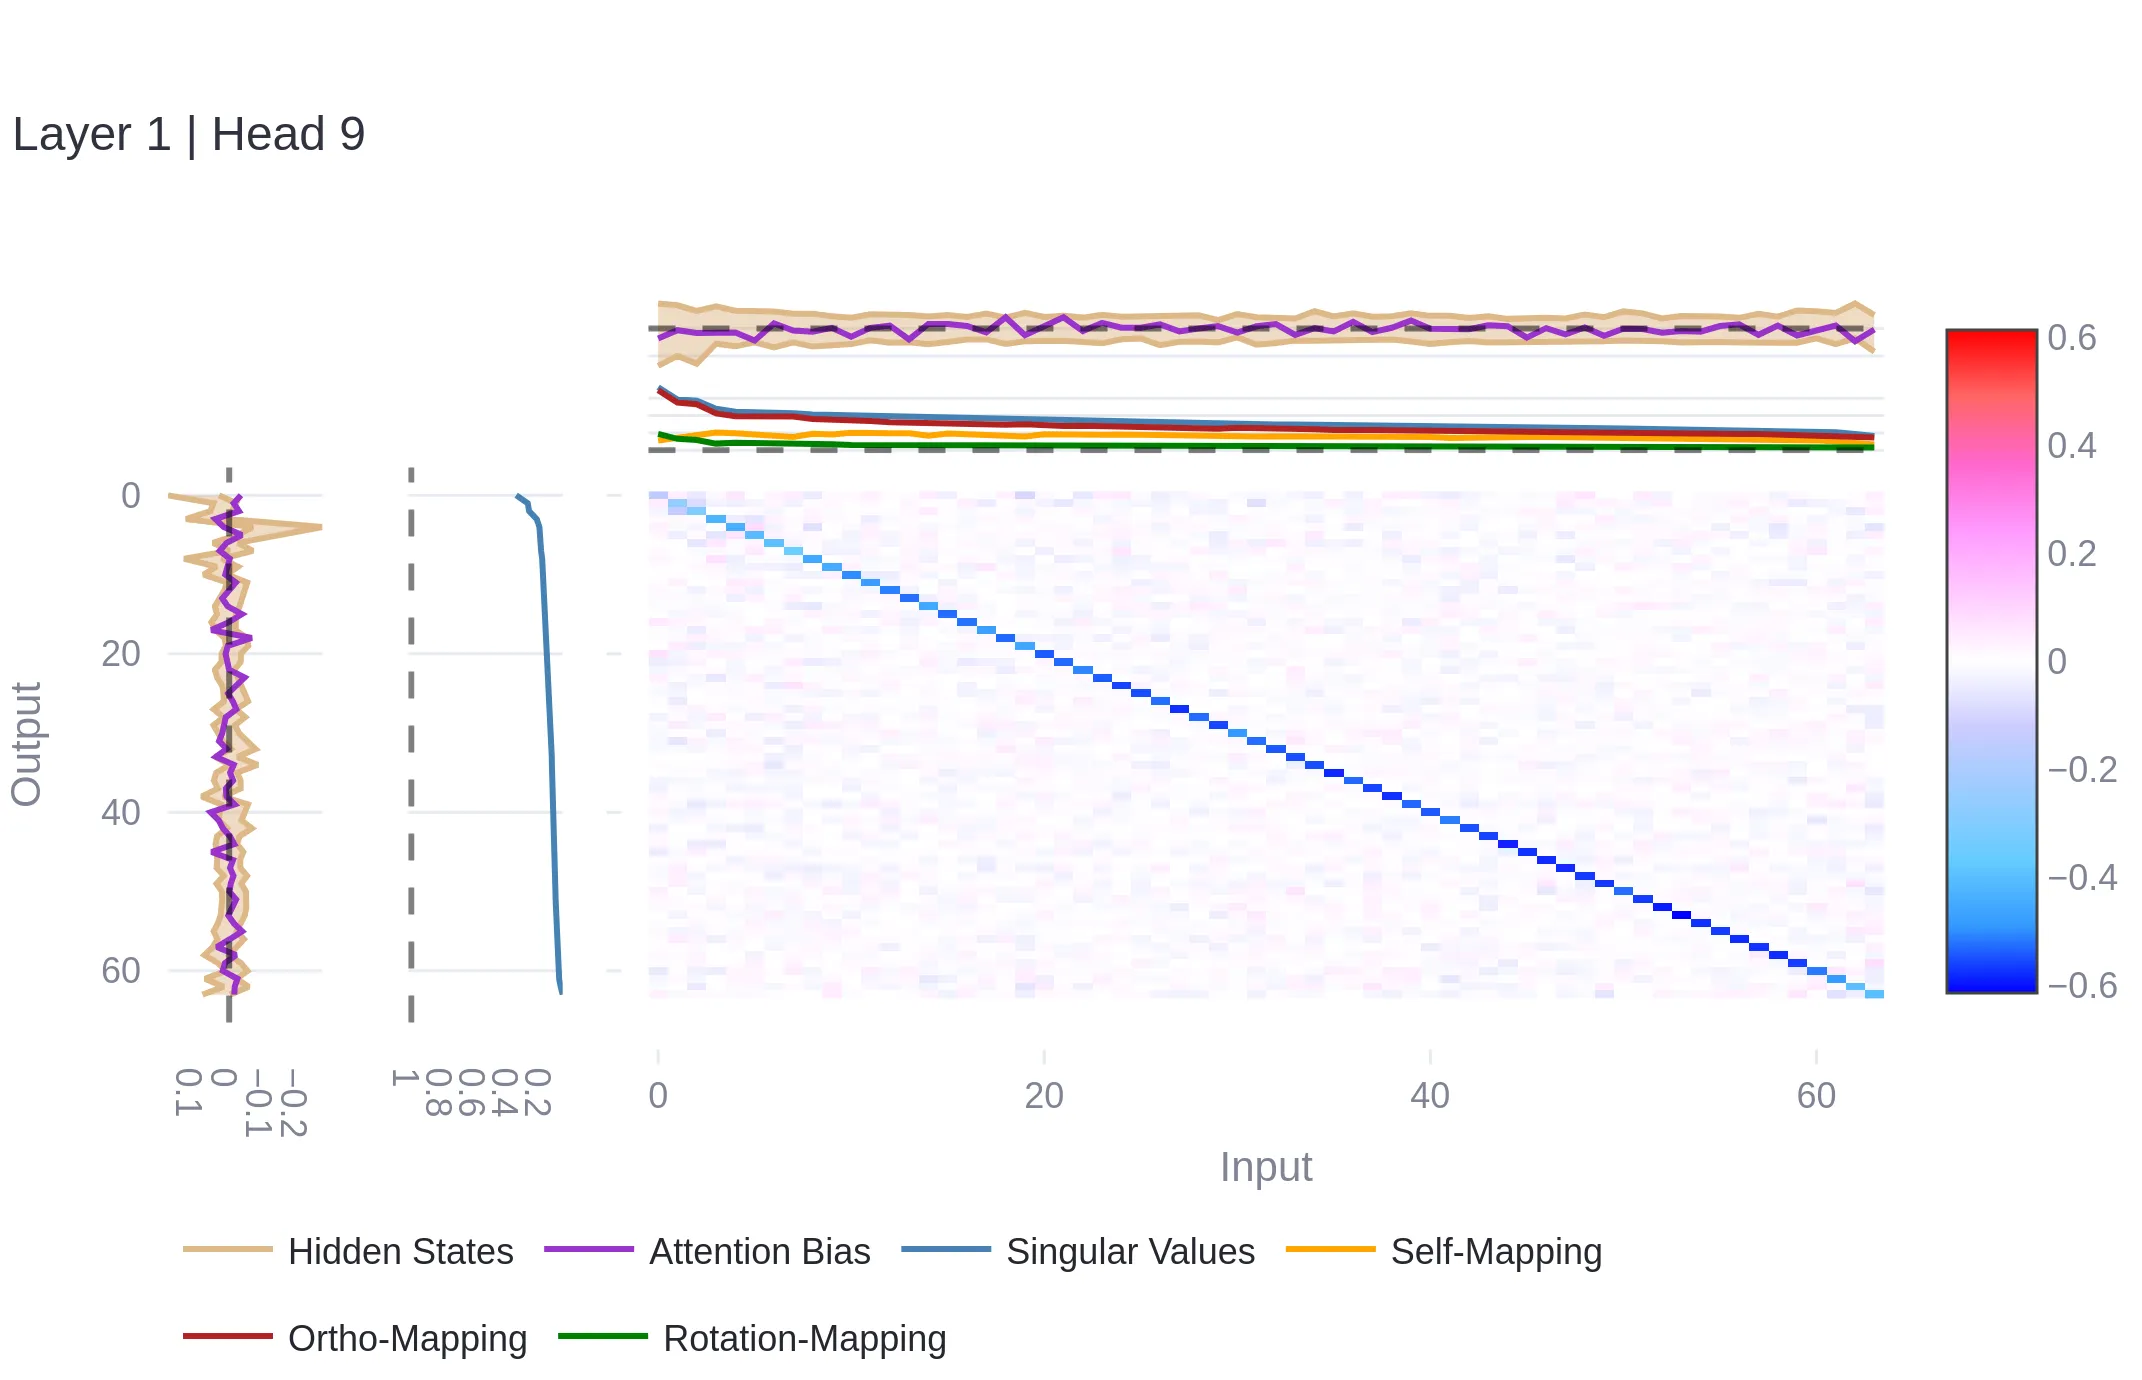 Layer 1 | Head 9
0.6
0.4
0.2
0
−0.2
−0.4
−0.6
0
20
40
60
Output
0.1
0
−0.1
−0.2
1
0.8
0.6
0.4
0.2
0
20
40
60
Input
Hidden States
Attention Bias
Singular Values
Self-Mapping
Ortho-Mapping
Rotation-Mapping